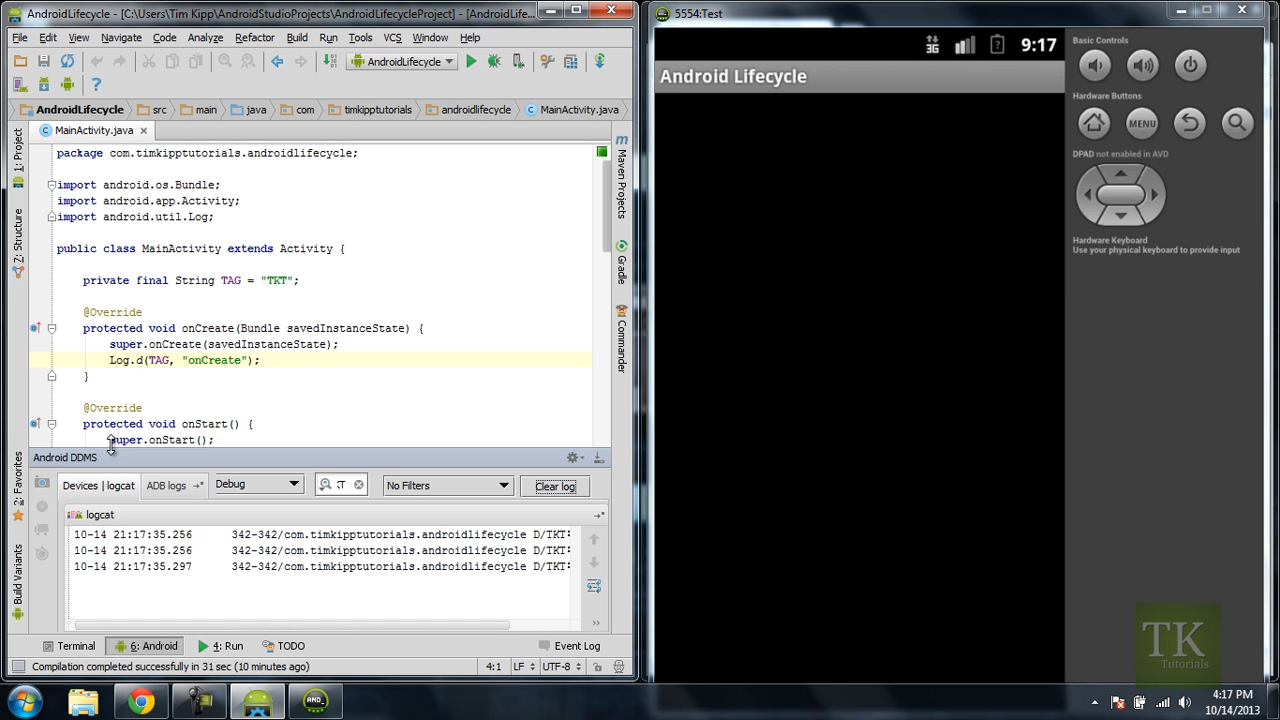 AndroidLifecycle - [C:\Users\Tim Kipp\AndroidStudioProjects\AndroidLifecycleProject] - [AndroidLife...
File Edit View Navigate Code Analyze Refactor Build Run Tools VCS Window Help
AndroidLifecycle
AndroidLifecycle src main java com timkipptutorials androidlifecycle MainActivity.java
MainActivity.java
package com.timkipptutorials.androidlifecycle;
import android.os.Bundle;
import android.app.Activity;
import android.util.Log;
public class MainActivity extends Activity {
private final String TAG = "TKT";
@Override
protected void onCreate(Bundle savedInstanceState) {
super.onCreate(savedInstanceState);
Log.d(TAG, "onCreate");
}
@Override
protected void onStart() {
super.onStart();
1: Project
Z: Structure
2: Favorites
Build Variants
m
Maven Projects
Gradle
Commander
Android DDMS
Devices | logcat ADB logs Debug No Filters Clear log
logcat
10-14 21:17:35.256 342-342/com.timkipptutorials.androidlifecycle D/TKT:
10-14 21:17:35.256 342-342/com.timkipptutorials.androidlifecycle D/TKT:
10-14 21:17:35.297 342-342/com.timkipptutorials.androidlifecycle D/TKT:
Terminal 6: Android 4: Run TODO Event Log
Compilation completed successfully in 31 sec (10 minutes ago) 4:1 LF UTF-8
5554:Test
3G 9:17
Android Lifecycle
Basic Controls
Hardware Buttons
MENU
DPAD not enabled in AVD
Hardware Keyboard
Use your physical keyboard to provide input
TK
Tutorials
AND
4:17 PM
10/14/2013